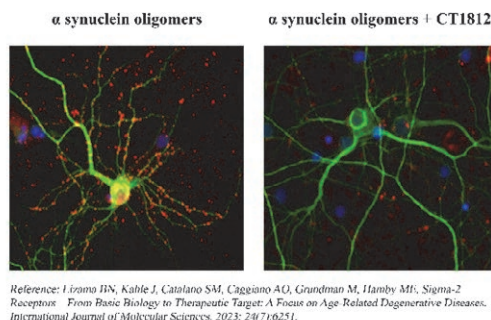 α synuclein oligomers
α synuclein oligomers + CT1812
Reference: Lizama BN, Kahle J, Catalano SM, Caggiano AO, Grundman M, Hamby ME, Sigma-2
Receptors—From Basic Biology to Therapeutic Target: A Focus on Age-Related Degenerative Diseases.
International Journal of Molecular Sciences. 2023; 24(7):6251.